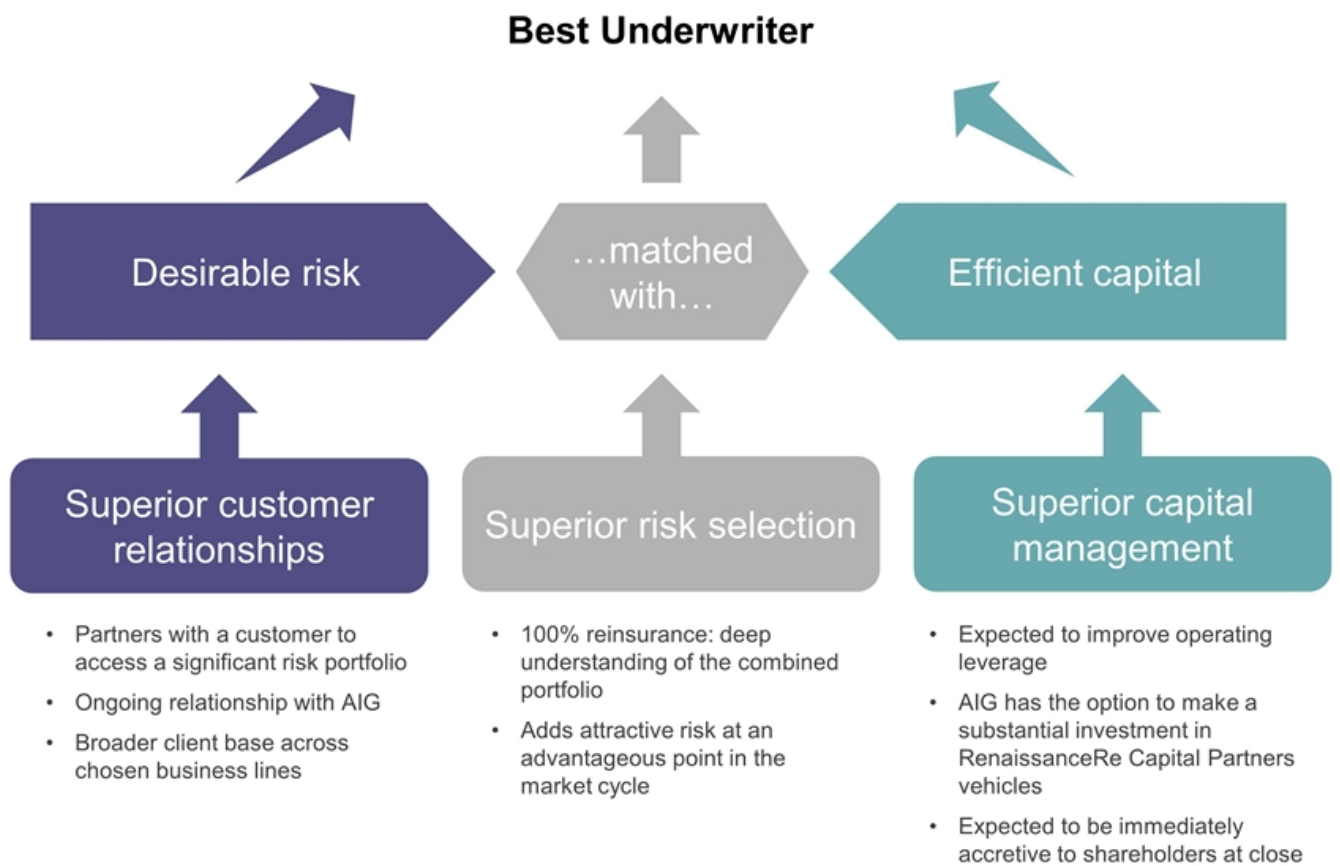 Best Underwriter
Desirable risk
…matched
with…
Efficient capital
Superior customer
relationships
• Partners with a customer to
access a significant risk portfolio
• Ongoing relationship with AIG
• Broader client base across
chosen business lines
Superior risk selection
• 100% reinsurance: deep
understanding of the combined
portfolio
• Adds attractive risk at an
advantageous point in the
market cycle
Superior capital
management
• Expected to improve operating
leverage
• AIG has the option to make a
substantial investment in
RenaissanceRe Capital Partners
vehicles
• Expected to be immediately
accretive to shareholders at close